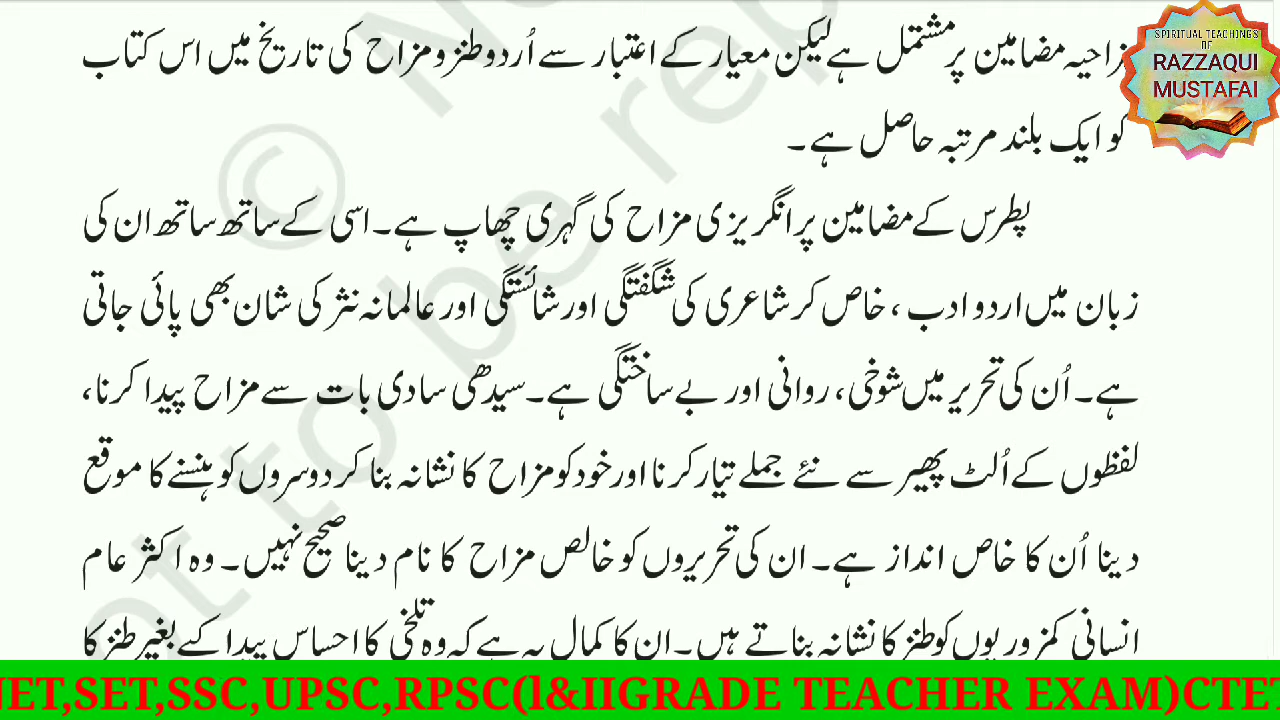 مزاحیہ مضامین پر مشتمل ہے لیکن معیار کے اعتبار سے اُردو طنز و مزاح کی تاریخ میں اس کتاب
کو ایک بلند مرتبہ حاصل ہے۔
پطرس کے مضامین پر انگریزی مزاح کی گہری چھاپ ہے۔ اسی کے ساتھ ساتھ ان کی
زبان میں اردو ادب، خاص کر شاعری کی شگفتگی اور شائستگی اور عالمانہ نثر کی شان بھی پائی جاتی
ہے۔ اُن کی تحریر میں شوخی، روانی اور بے ساختگی ہے۔ سیدھی سادی بات سے مزاح پیدا کرنا،
لفظوں کے اُلٹ پھیر سے نئے جملے تیار کرنا اور خود کو مزاح کا نشانہ بنا کر دوسروں کو ہنسنے کا موقع
دینا اُن کا خاص انداز ہے۔ ان کی تحریروں کو خالص مزاح کا نام دینا صحیح نہیں۔ وہ اکثر عام
انسانی کمزوریوں کو طنز کا نشانہ بناتے ہیں۔ ان کا کمال یہ ہے کہ وہ تلخی کا احساس پیدا کیے بغیر طنز کا
SPIRITUAL TEACHINGS
OF
RAZZAQUI
MUSTAFAI
© N
not to be rep
NET,SET,SSC,UPSC,RPSC(l&IIGRADE TEACHER EXAM)CTET